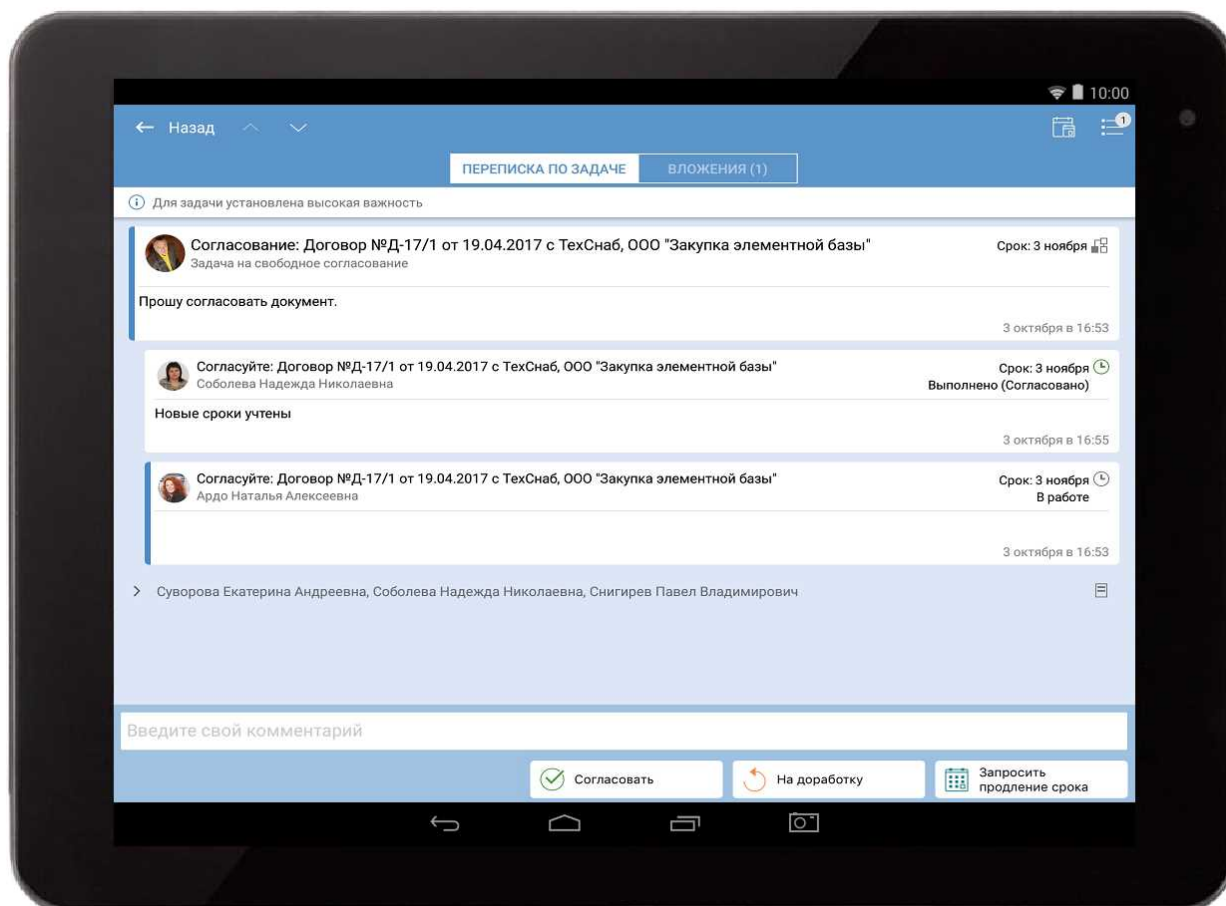 10:00
Назад
1
ПЕРЕПИСКА ПО ЗАДАЧЕ
ВЛОЖЕНИЯ (1)
Для задачи установлена высокая важность
Согласование: Договор №Д-17/1 от 19.04.2017 с ТехСнаб, ООО "Закупка элементной базы"
Срок: 3 ноября
Задача на свободное согласование
Прошу согласовать документ.
3 октября в 16:53
Согласуйте: Договор №Д-17/1 от 19.04.2017 с ТехСнаб, ООО "Закупка элементной базы"
Срок: 3 ноября
Соболева Надежда Николаевна
Выполнено (Согласовано)
Новые сроки учтены
3 октября в 16:55
Согласуйте: Договор №Д-17/1 от 19.04.2017 с ТехСнаб, ООО "Закупка элементной базы"
Срок: 3 ноября
Ардо Наталья Алексеевна
В работе
3 октября в 16:53
Суворова Екатерина Андреевна, Соболева Надежда Николаевна, Снигирев Павел Владимирович
Введите свой комментарий
Согласовать
На доработку
Запросить
продление срока